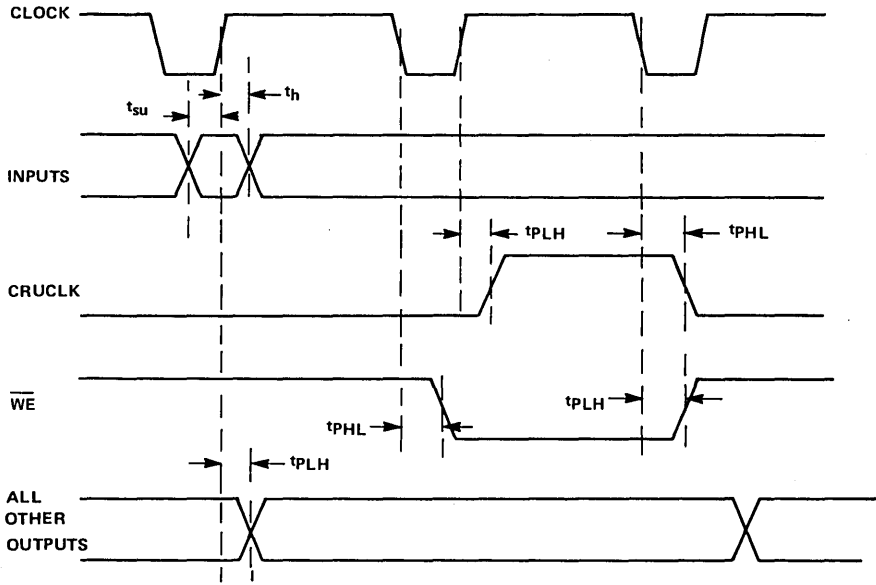 CLOCK
th
tsu
INPUTS
tPLH
tPHL
CRUCLK
WE
tPLH
tPHL
tPLH
ALL
OTHER
OUTPUTS